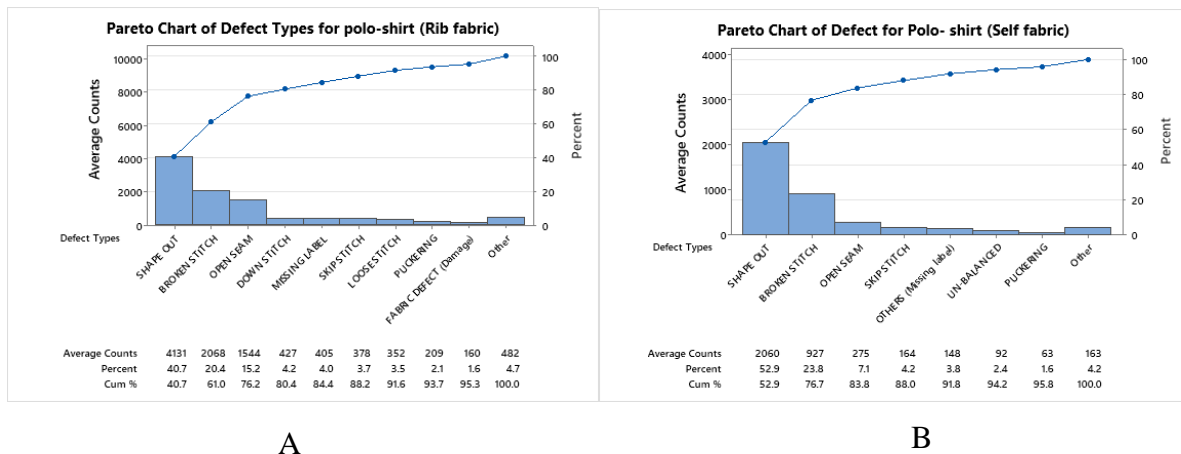 Pareto Chart of Defect Types for polo-shirt (Rib fabric)
Average Counts
10000
8000
6000
4000
2000
0
100
80
60
40
20
0
Percent
Defect Types
SHAPE OUT
BROKEN STITCH
OPEN SEAM
DOWN STITCH
MISSING LABEL
SKIP STITCH
LOOSE STITCH
PUCKERING
FABRIC DEFECT (Damage)
Other
Average Counts 4131 2068 1544 427 405 378 352 209 160 482
Percent 40.7 20.4 15.2 4.2 4.0 3.7 3.5 2.1 1.6 4.7
Cum % 40.7 61.0 76.2 80.4 84.4 88.2 91.6 93.7 95.3 100.0
A
Pareto Chart of Defect for Polo- shirt (Self fabric)
Average Counts
4000
3000
2000
1000
0
100
80
60
40
20
0
Percent
Defect Types
SHAPE OUT
BROKEN STITCH
OPEN SEAM
SKIP STITCH
OTHERS (Missing label)
UN-BALANCED
PUCKERING
Other
Average Counts 2060 927 275 164 148 92 63 163
Percent 52.9 23.8 7.1 4.2 3.8 2.4 1.6 4.2
Cum % 52.9 76.7 83.8 88.0 91.8 94.2 95.8 100.0
B